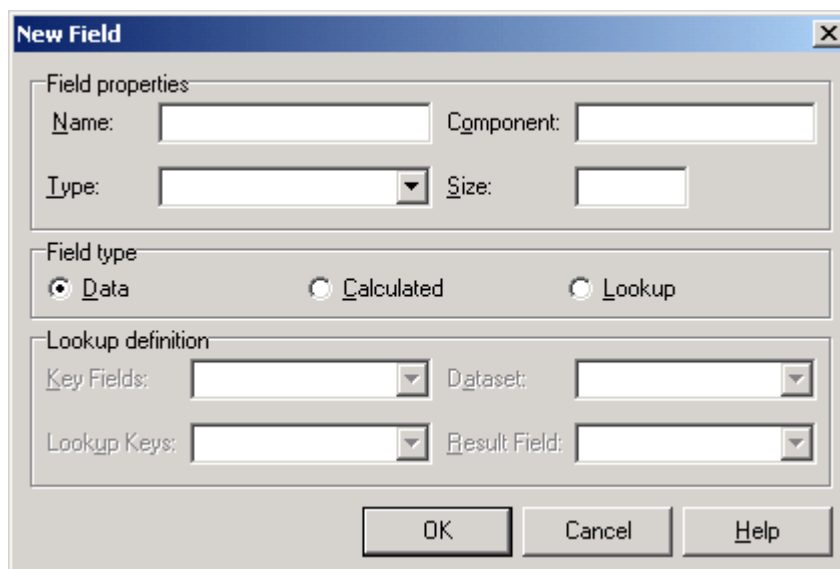 New Field
Field properties
Name: Component:
Type: Size:
Field type
Data Calculated Lookup
Lookup definition
Key Fields: Dataset:
Lookup Keys: Result Field:
OK Cancel Help